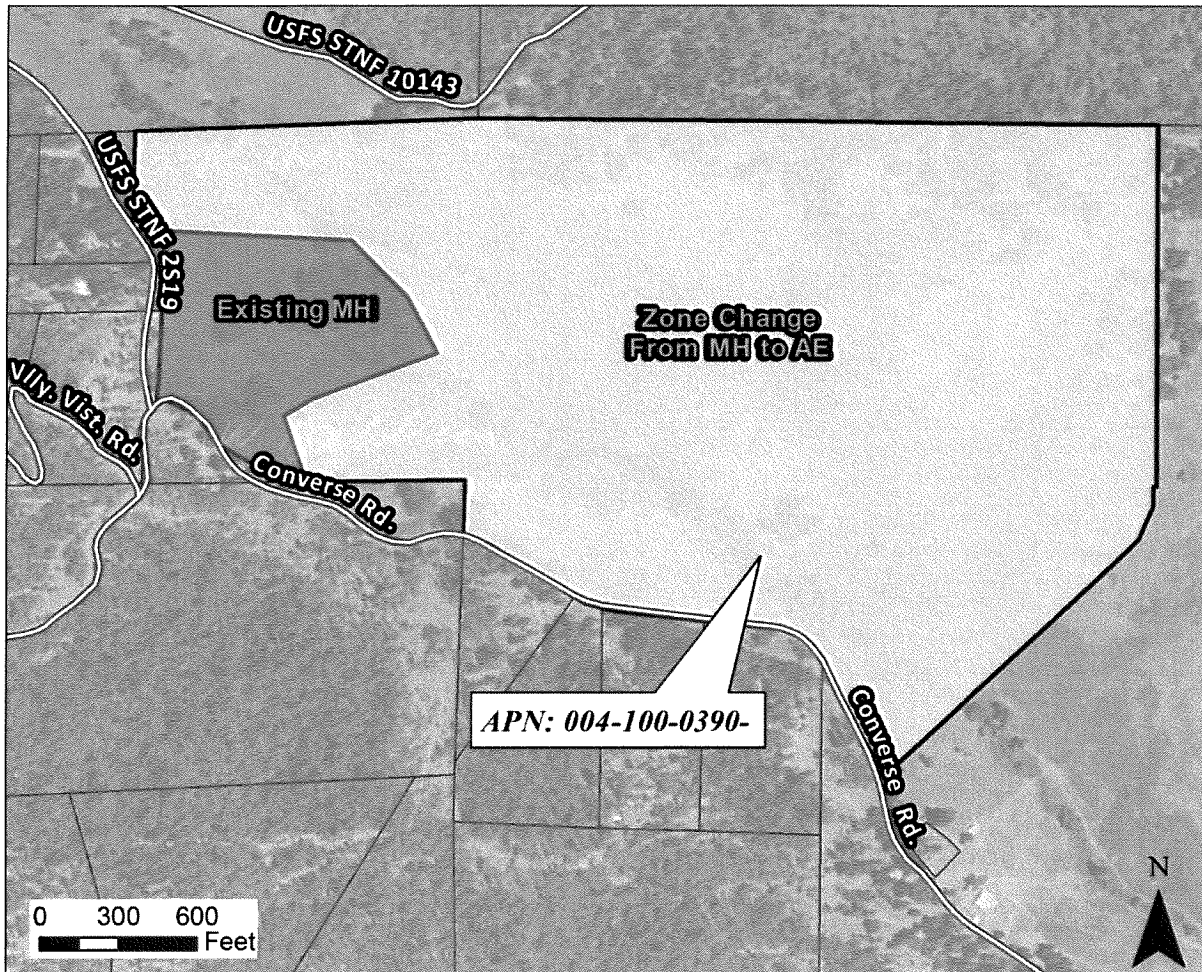 USFS STNF 10143
USFS STNF 2S19
Existing MH
Zone Change
From MH to AE
Vlly. Vist. Rd.
Converse Rd.
APN: 004-100-0390-
Converse Rd.
N
0 300 600
Feet